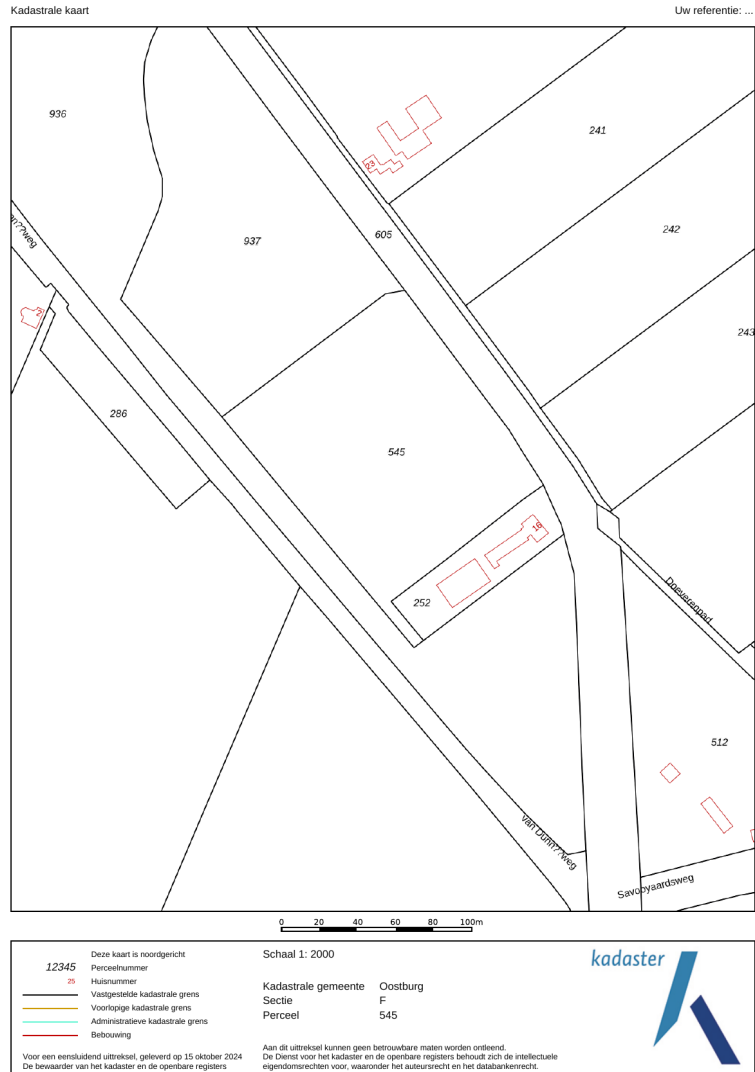 Kadastrale kaart
Uw referentie: ...
936
241
23
242
605
937
243
2
286
545
16
252
Doeverenpad
512
van Dünn??weg
Savooyaardsweg
0 20 40 60 80 100m
Deze kaart is noordgericht
12345 Perceelnummer
25 Huisnummer
Vastgestelde kadastrale grens
Voorlopige kadastrale grens
Administratieve kadastrale grens
Bebouwing
Voor een eensluidend uittreksel, geleverd op 15 oktober 2024
De bewaarder van het kadaster en de openbare registers
Schaal 1: 2000
Kadastrale gemeente Oostburg
Sectie F
Perceel 545
Aan dit uittreksel kunnen geen betrouwbare maten worden ontleend.
De Dienst voor het kadaster en de openbare registers behoudt zich de intellectuele
eigendomsrechten voor, waaronder het auteursrecht en het databankenrecht.
kadaster